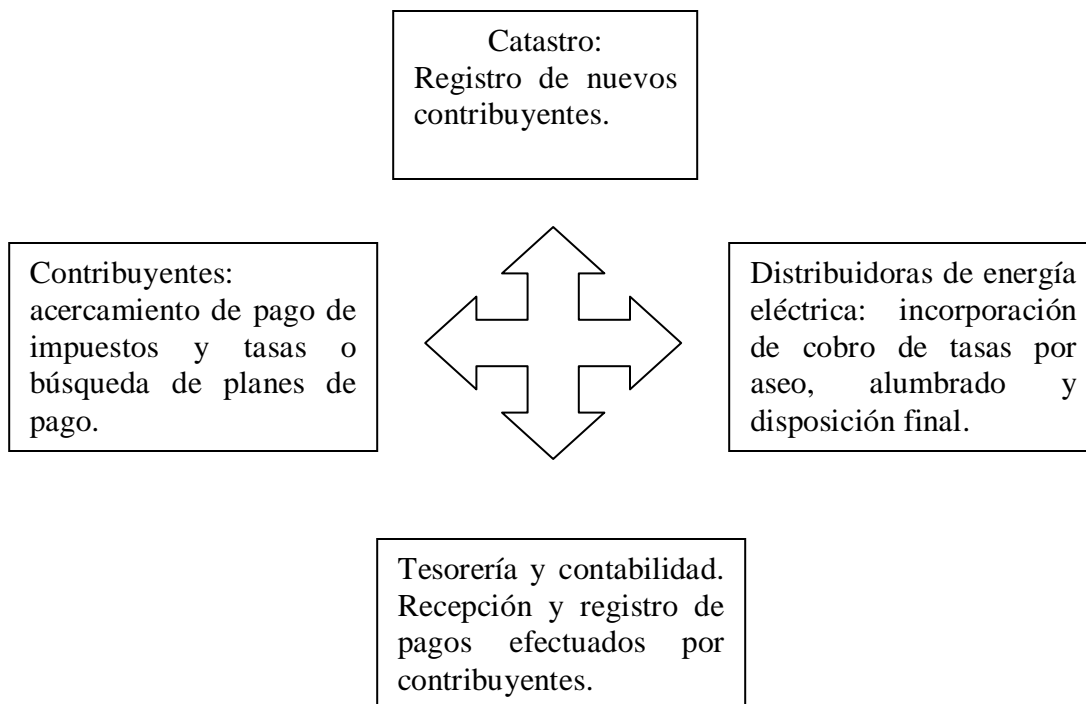 Catastro:
Registro de nuevos
contribuyentes.
Contribuyentes:
acercamiento de pago de
impuestos y tasas o
búsqueda de planes de
pago.
Distribuidoras de energía
eléctrica: incorporación
de cobro de tasas por
aseo, alumbrado y
disposición final.
Tesorería y contabilidad.
Recepción y registro de
pagos efectuados por
contribuyentes.